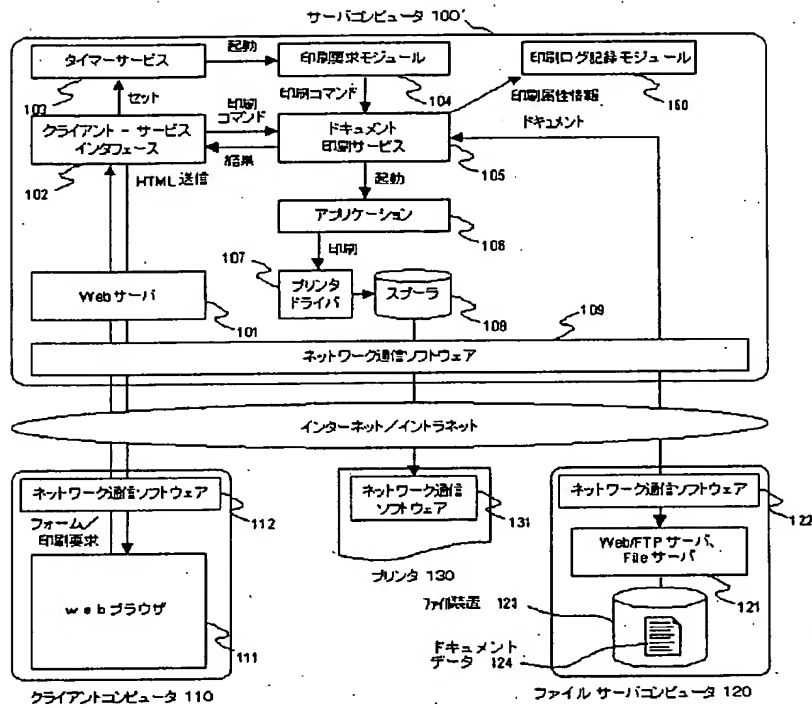 サーバコンピュータ 100'
タイマーサービス
103
起動
印刷要求モジュール
104
印刷ログ記録モジュール
160
セット
印刷コマンド
印刷属性情報
ドキュメント
クライアント-サービス
インタフェース
102
印刷
コマンド
結果
ドキュメント
印刷サービス
105
HTML送信
起動
アプリケーション
106
印刷
107
プリンタ
ドライバ
スプーラ
108
Webサーバ
101
109
ネットワーク通信ソフトウェア
インターネット/イントラネット
ネットワーク通信ソフトウェア
112
フォーム/
印刷要求
webブラウザ
111
クライアントコンピュータ 110
ネットワーク通信
ソフトウェア
131
プリンタ 130
ネットワーク通信ソフトウェア
122
Web/FTPサーバ、
Fileサーバ
121
ファイル装置 123
ドキュメント
データ 124
ファイル サーバコンピュータ 120